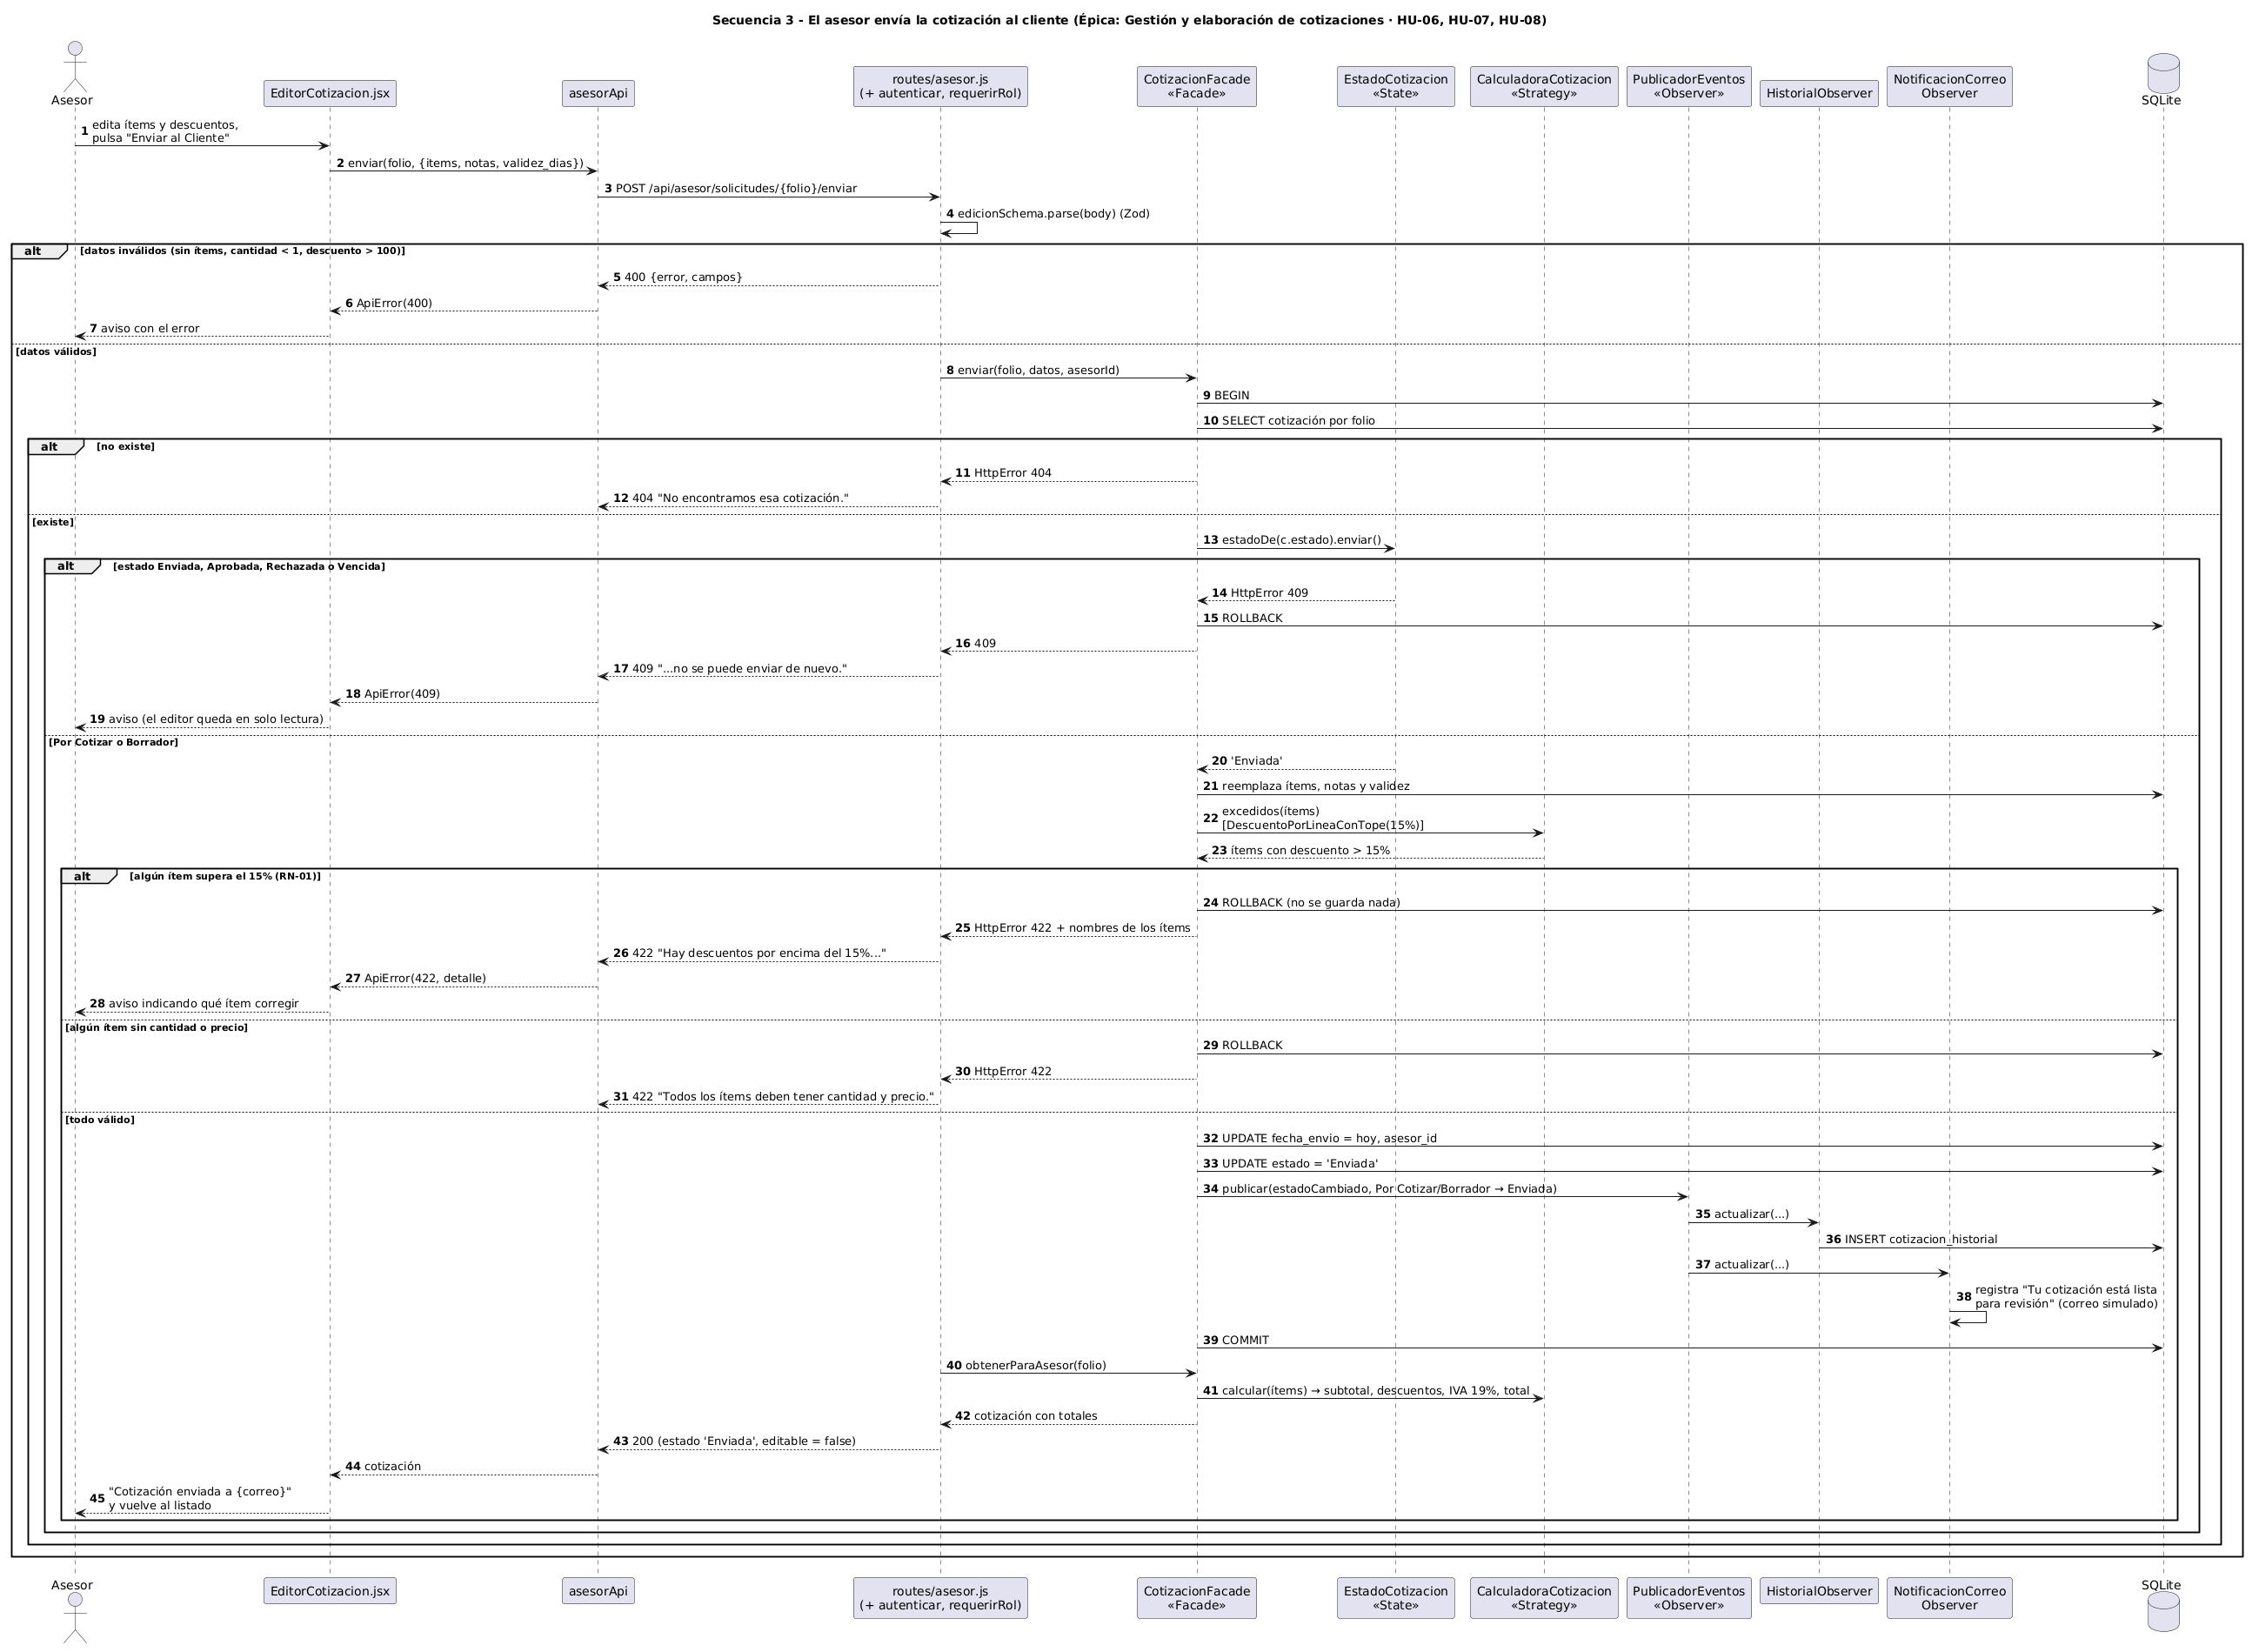 Secuencia 3 - El asesor envía la cotización al cliente (Épica: Gestión y elaboración de cotizaciones · HU-06, HU-07, HU-08)
Asesor
EditorCotizacion.jsx
asesorApi
routes/asesor.js
(+ autenticar, requerirRol)
CotizacionFacade
«Facade»
EstadoCotizacion
«State»
CalculadoraCotizacion
«Strategy»
PublicadorEventos
«Observer»
HistorialObserver
NotificacionCorreo
Observer
SQLite
1 edita ítems y descuentos,
pulsa "Enviar al Cliente"
2 enviar(folio, {items, notas, validez_dias})
3 POST /api/asesor/solicitudes/{folio}/enviar
4 edicionSchema.parse(body) (Zod)
alt [datos inválidos (sin ítems, cantidad < 1, descuento > 100)]
5 400 {error, campos}
6 ApiError(400)
7 aviso con el error
[datos válidos]
8 enviar(folio, datos, asesorId)
9 BEGIN
10 SELECT cotización por folio
alt [no existe]
11 HttpError 404
12 404 "No encontramos esa cotización."
[existe]
13 estadoDe(c.estado).enviar()
alt [estado Enviada, Aprobada, Rechazada o Vencida]
14 HttpError 409
15 ROLLBACK
16 409
17 409 "...no se puede enviar de nuevo."
18 ApiError(409)
19 aviso (el editor queda en solo lectura)
[Por Cotizar o Borrador]
20 'Enviada'
21 reemplaza ítems, notas y validez
22 excedidos(ítems)
[DescuentoPorLineaConTope(15%)]
23 ítems con descuento > 15%
alt [algún ítem supera el 15% (RN-01)]
24 ROLLBACK (no se guarda nada)
25 HttpError 422 + nombres de los ítems
26 422 "Hay descuentos por encima del 15%..."
27 ApiError(422, detalle)
28 aviso indicando qué ítem corregir
[algún ítem sin cantidad o precio]
29 ROLLBACK
30 HttpError 422
31 422 "Todos los ítems deben tener cantidad y precio."
[todo válido]
32 UPDATE fecha_envio = hoy, asesor_id
33 UPDATE estado = 'Enviada'
34 publicar(estadoCambiado, Por Cotizar/Borrador → Enviada)
35 actualizar(...)
36 INSERT cotizacion_historial
37 actualizar(...)
38 registra "Tu cotización está lista
para revisión" (correo simulado)
39 COMMIT
40 obtenerParaAsesor(folio)
41 calcular(ítems) → subtotal, descuentos, IVA 19%, total
42 cotización con totales
43 200 (estado 'Enviada', editable = false)
44 cotización
45 "Cotización enviada a {correo}"
y vuelve al listado
Asesor
EditorCotizacion.jsx
asesorApi
routes/asesor.js
(+ autenticar, requerirRol)
CotizacionFacade
«Facade»
EstadoCotizacion
«State»
CalculadoraCotizacion
«Strategy»
PublicadorEventos
«Observer»
HistorialObserver
NotificacionCorreo
Observer
SQLite